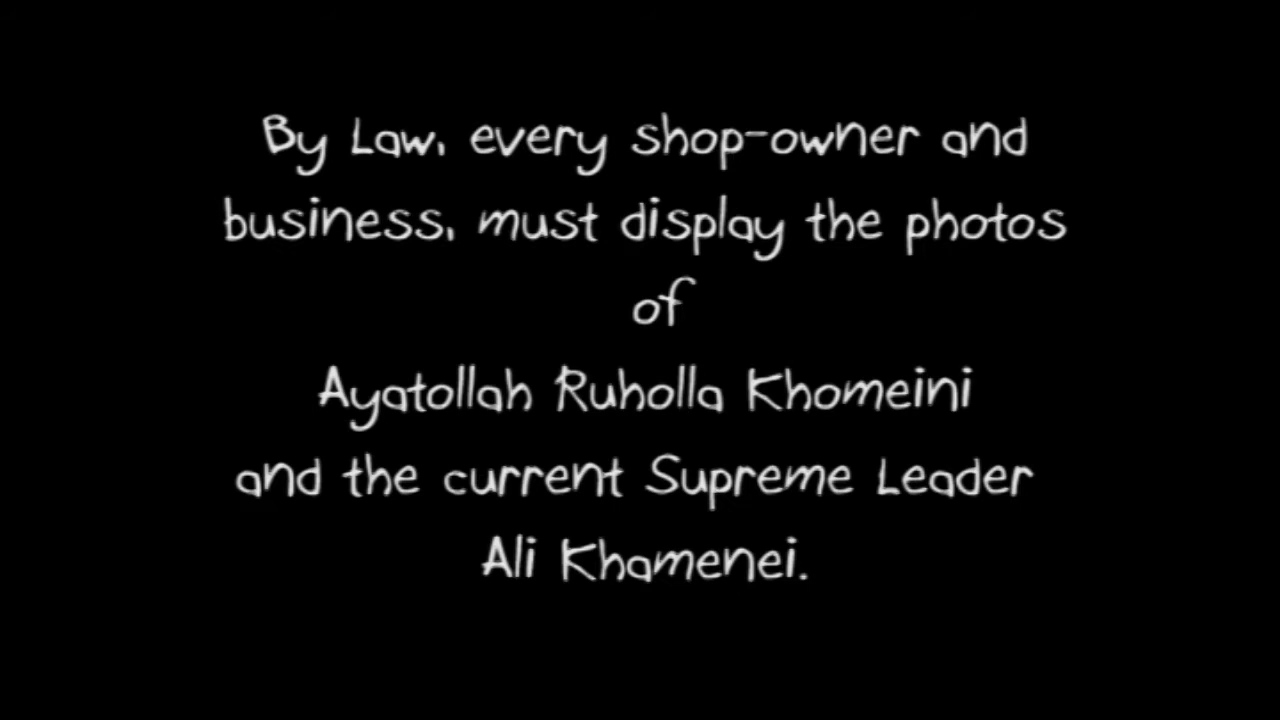 By Law, every shop-owner and
business, must display the photos
of
Ayatollah Ruholla Khomeini
and the current Supreme Leader
Ali Khamenei.